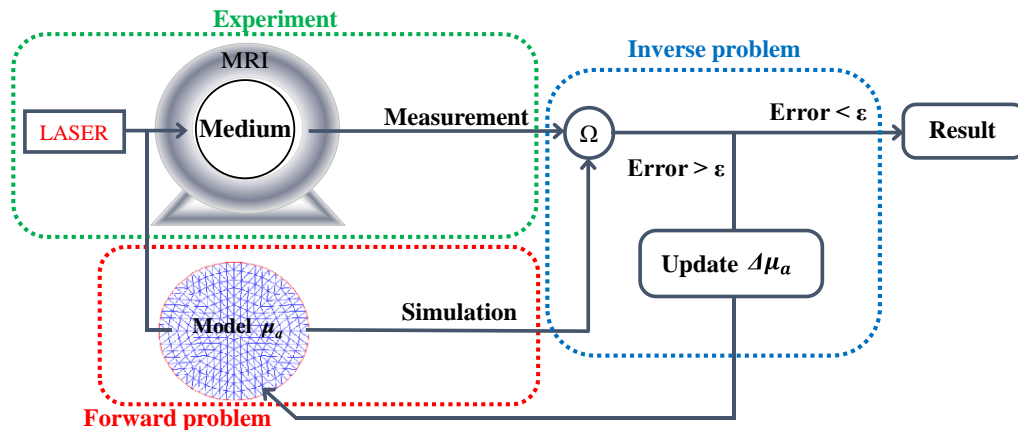 Experiment
MRI
Inverse problem
LASER
Medium
Measurement
Ω
Error < ε
Result
Error > ε
Update Δμa
Model μa
Simulation
Forward problem